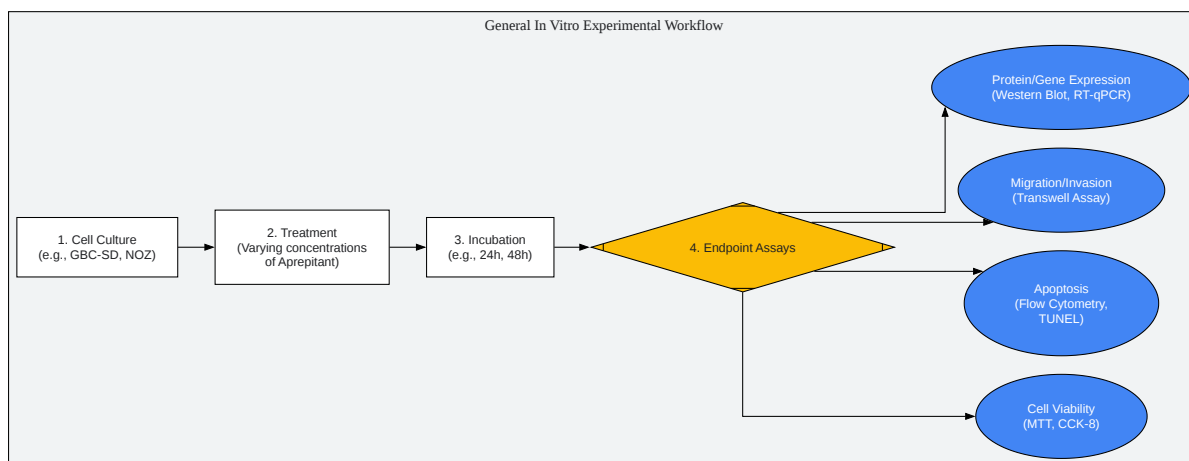 General In Vitro Experimental Workflow
1. Cell Culture
(e.g., GBC-SD, NOZ)
2. Treatment
(Varying concentrations
of Aprepitant)
3. Incubation
(e.g., 24h, 48h)
4. Endpoint Assays
Protein/Gene Expression
(Western Blot, RT-qPCR)
Migration/Invasion
(Transwell Assay)
Apoptosis
(Flow Cytometry,
TUNEL)
Cell Viability
(MTT, CCK-8)